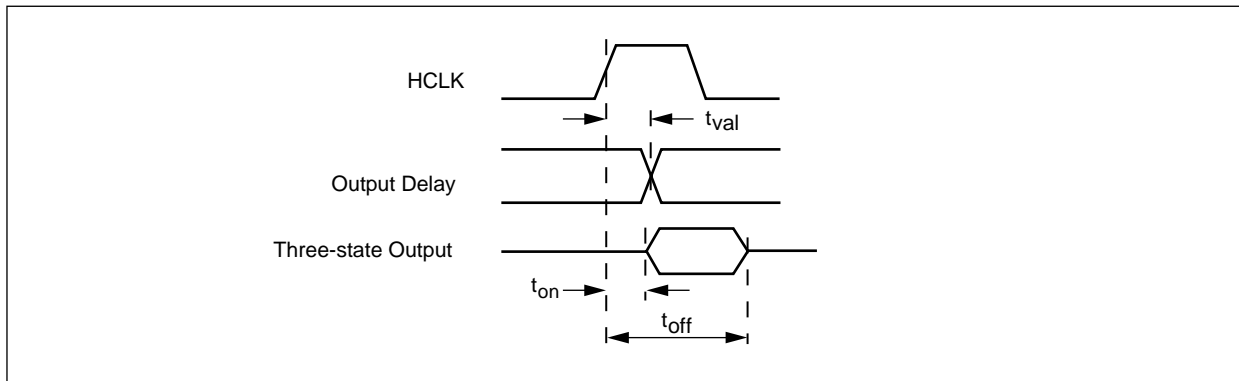 HCLK
tval
Output Delay
Three-state Output
ton
toff